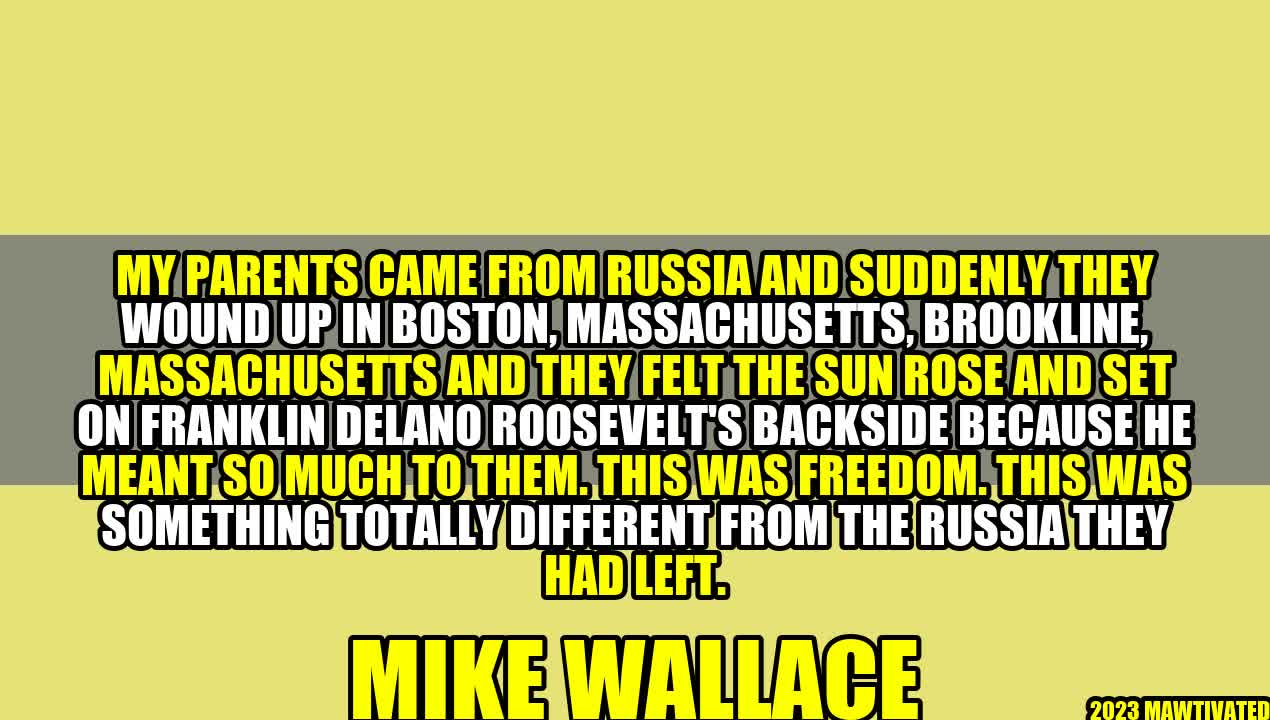 MY PARENTS CAME FROM RUSSIA AND SUDDENLY THEY
WOUND UP IN BOSTON, MASSACHUSETTS, BROOKLINE,
MASSACHUSETTS AND THEY FELT THE SUN ROSE AND SET
ON FRANKLIN DELANO ROOSEVELT'S BACKSIDE BECAUSE HE
MEANT SO MUCH TO THEM. THIS WAS FREEDOM. THIS WAS
SOMETHING TOTALLY DIFFERENT FROM THE RUSSIA THEY
HAD LEFT.
MIKE WALLACE
2023 MAWTIVATED